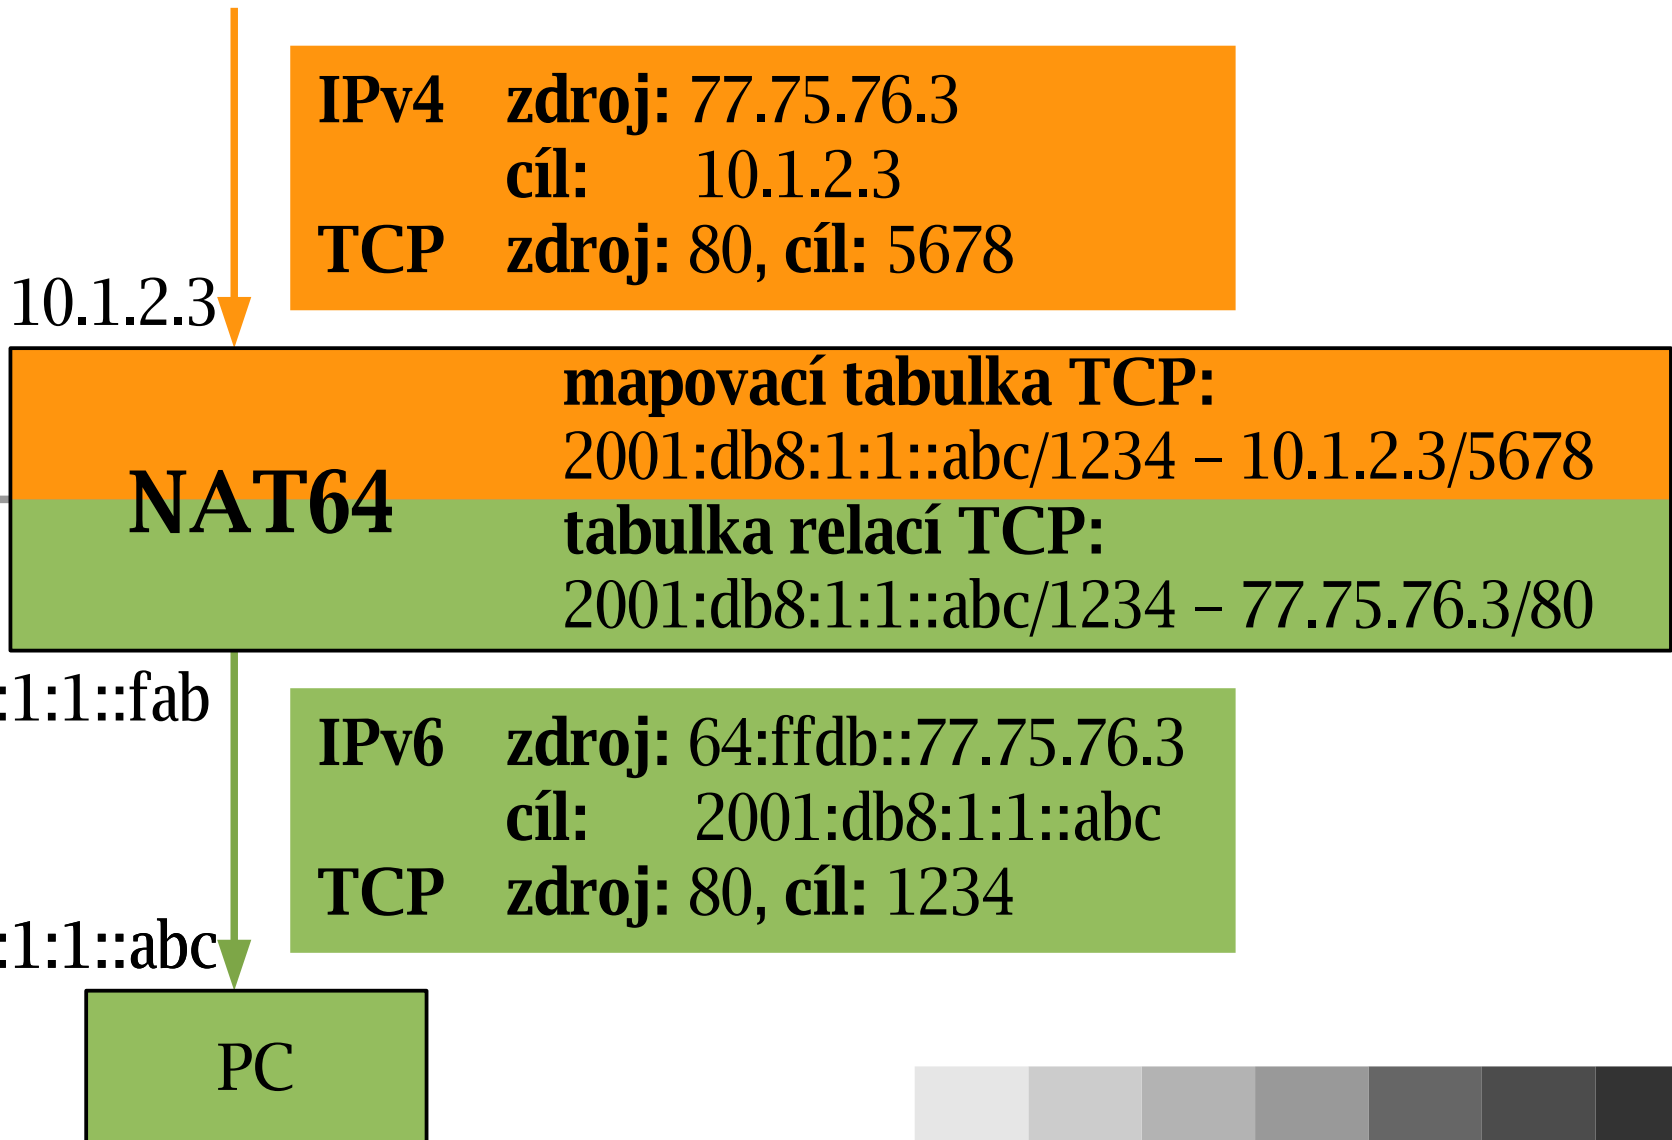 IPv4 zdroj: 77.75.76.3
cíl: 10.1.2.3
TCP zdroj: 80, cíl: 5678
10.1.2.3
mapovací tabulka TCP:
2001:db8:1:1::abc/1234 – 10.1.2.3/5678
NAT64
tabulka relací TCP:
2001:db8:1:1::abc/1234 – 77.75.76.3/80
:1:1::fab
IPv6 zdroj: 64:ffdb::77.75.76.3
cíl: 2001:db8:1:1::abc
TCP zdroj: 80, cíl: 1234
:1:1::abc
PC